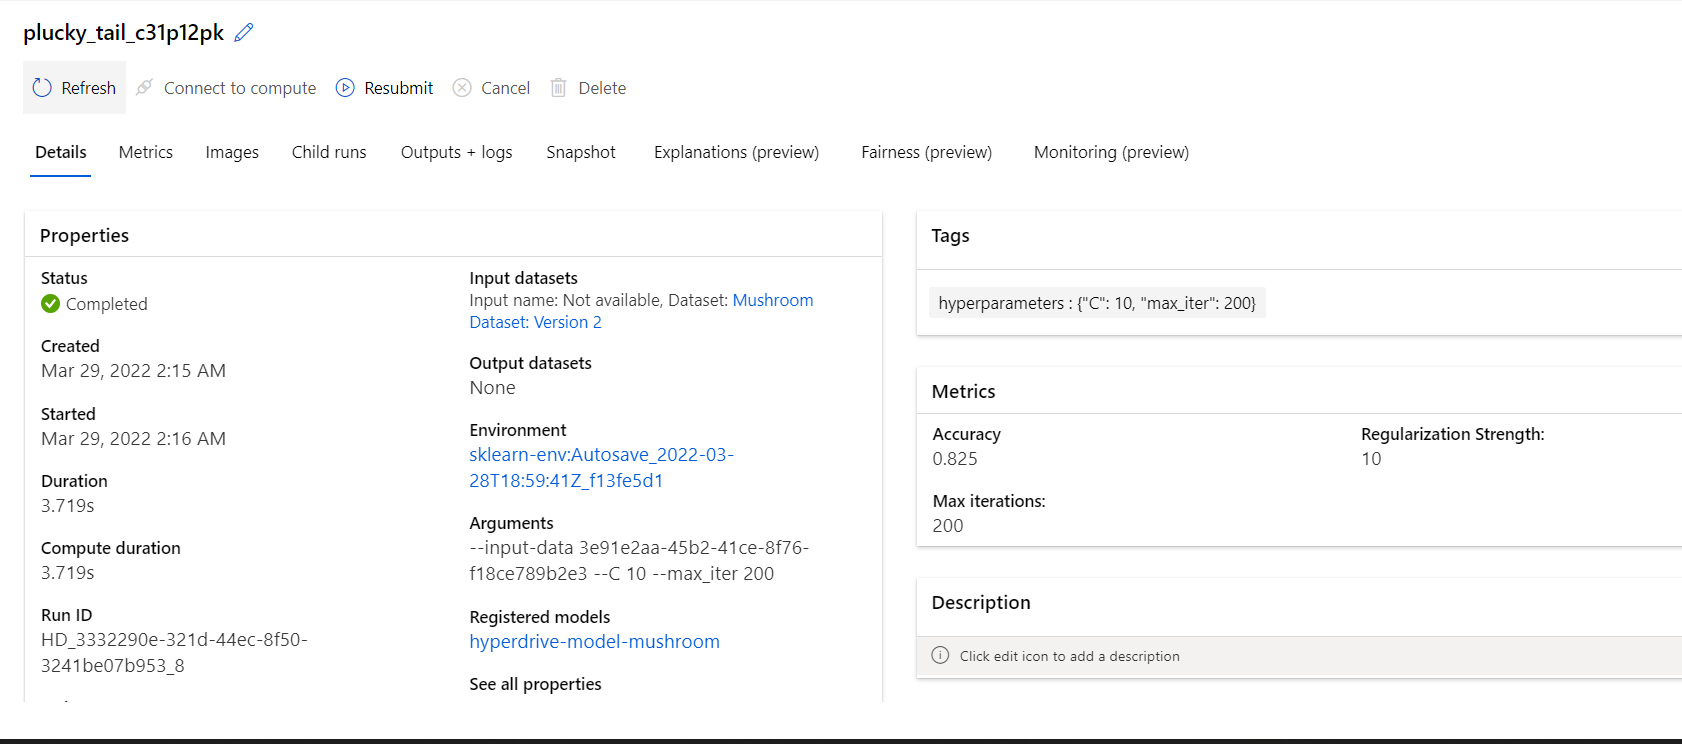 plucky_tail_c31p12pk
Refresh
Connect to compute
Resubmit
Cancel
Delete
Details
Metrics
Images
Child runs
Outputs + logs
Snapshot
Explanations (preview)
Fairness (preview)
Monitoring (preview)
Properties
Status
Completed
Created
Mar 29, 2022 2:15 AM
Started
Mar 29, 2022 2:16 AM
Duration
3.719s
Compute duration
3.719s
Run ID
HD_3332290e-321d-44ec-8f50-
3241be07b953_8
Input datasets
Input name: Not available, Dataset: Mushroom
Dataset: Version 2
Output datasets
None
Environment
sklearn-env:Autosave_2022-03-
28T18:59:41Z_f13fe5d1
Arguments
--input-data 3e91e2aa-45b2-41ce-8f76-
f18ce789b2e3 --C 10 --max_iter 200
Registered models
hyperdrive-model-mushroom
See all properties
Tags
hyperparameters : {"C": 10, "max_iter": 200}
Metrics
Accuracy
0.825
Regularization Strength:
10
Max iterations:
200
Description
Click edit icon to add a description